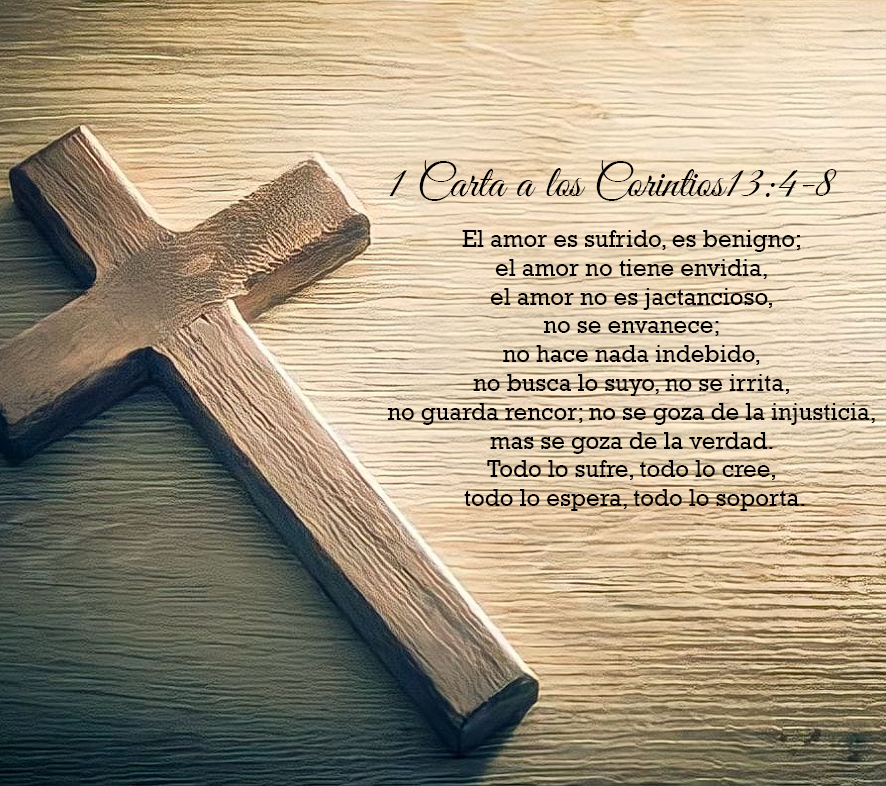 1 Carta a los Corintios13:4-8
El amor es sufrido, es benigno;
el amor no tiene envidia,
el amor no es jactancioso,
no se envanece;
no hace nada indebido,
no busca lo suyo, no se irrita,
no guarda rencor; no se goza de la injusticia,
mas se goza de la verdad.
Todo lo sufre, todo lo cree,
todo lo espera, todo lo soporta.